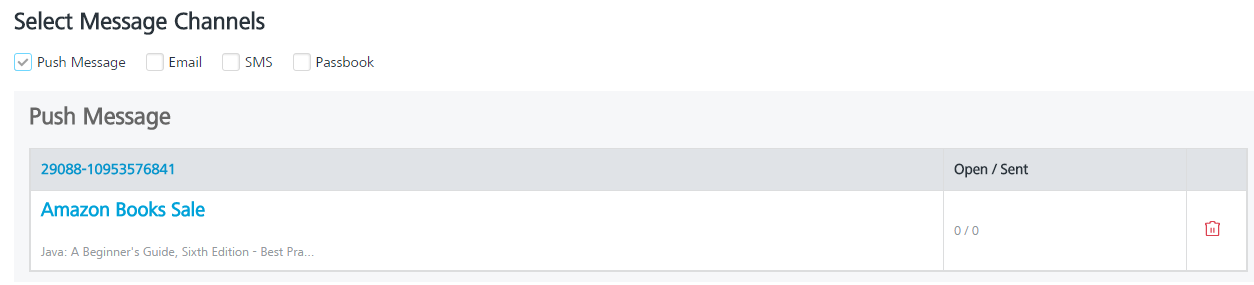 Select Message Channels
Push Message Email SMS Passbook
Push Message
29088-10953576841 Open / Sent
Amazon Books Sale
0 / 0
Java: A Beginner's Guide, Sixth Edition - Best Pra...